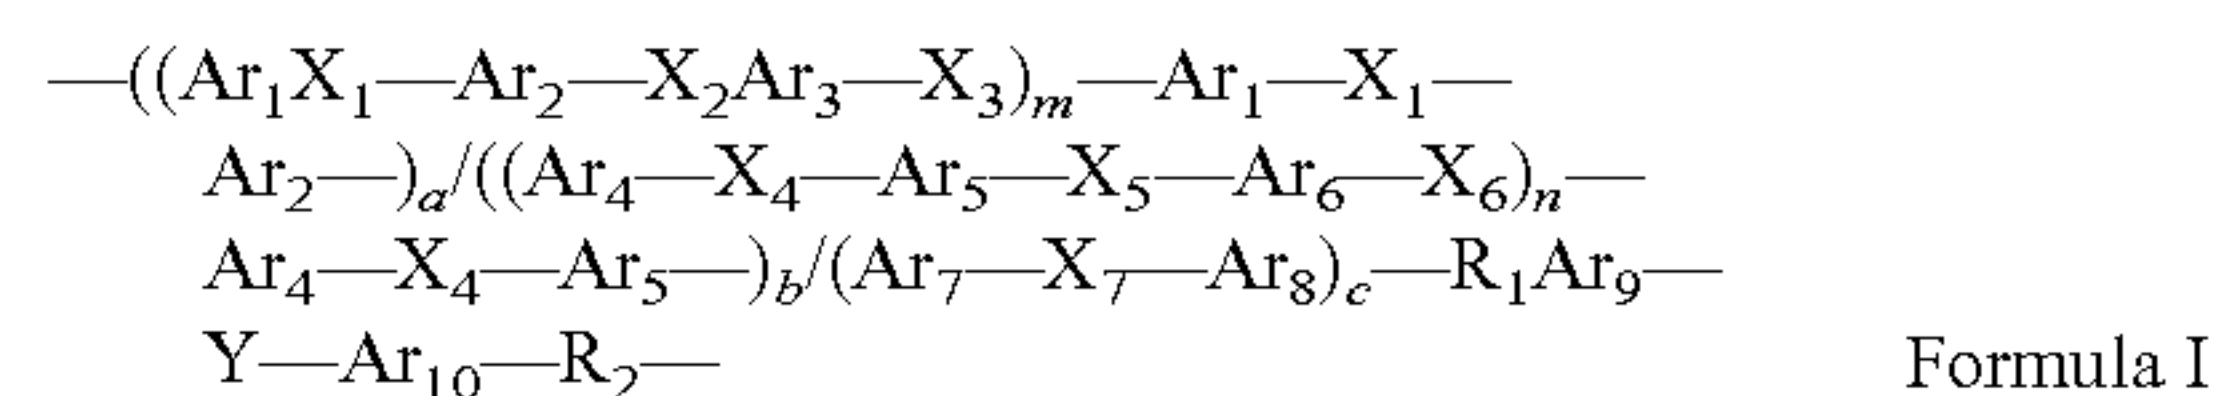 —((Ar₁X₁—Ar₂—X₂Ar₃—X₃)ₘ—Ar₁—X₁—
Ar₂—)ₐ/((Ar₄—X₄—Ar₅—X₅—Ar₆—X₆)ₙ—
Ar₄—X₄—Ar₅—)b/(Ar₇—X₇—Ar₈)c—R₁Ar₉—
Y—Ar₁₀—R₂— Formula I